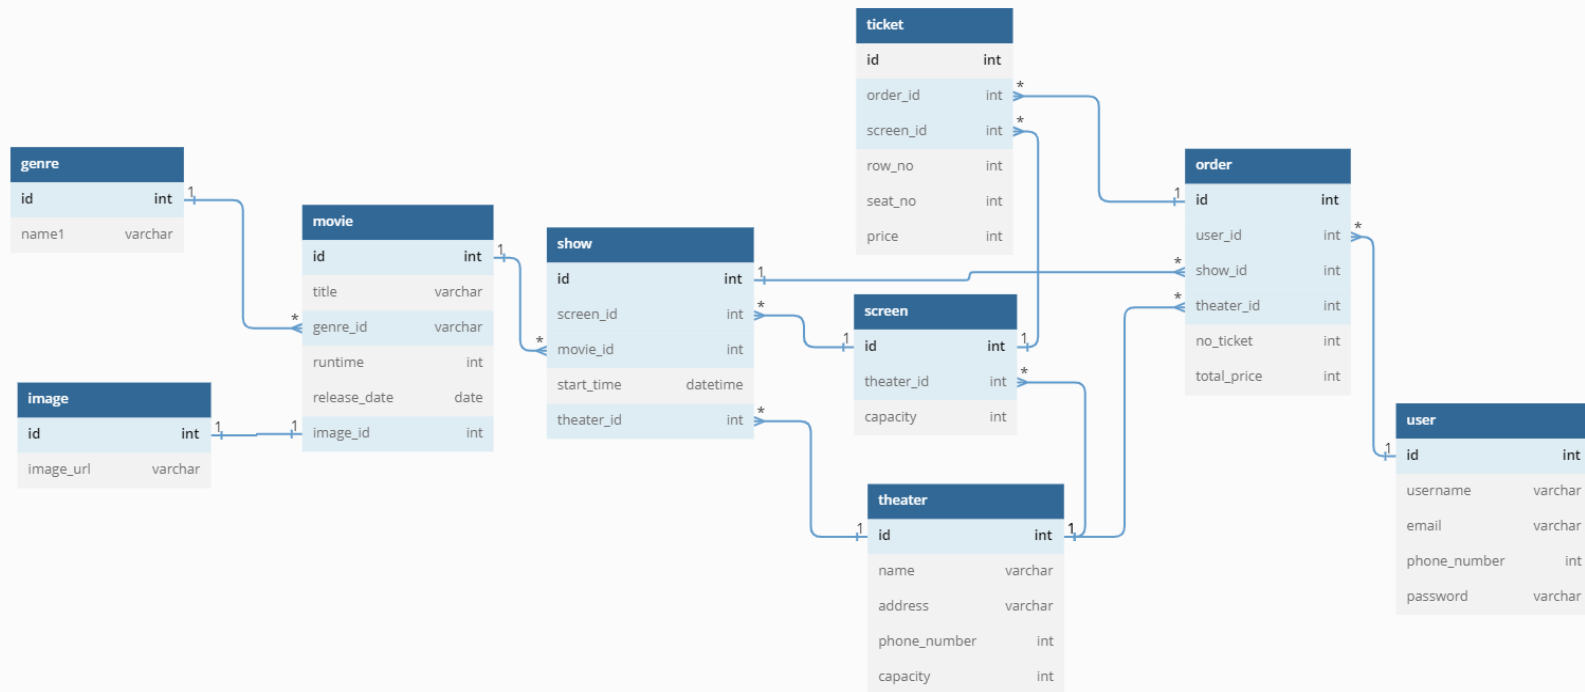 ticket
id int
order_id int
screen_id int
row_no int
seat_no int
price int
genre
id int
name1 varchar
movie
id int
title varchar
genre_id varchar
runtime int
release_date date
image_id int
image
id int
image_url varchar
show
id int
screen_id int
movie_id int
start_time datetime
theater_id int
screen
id int
theater_id int
capacity int
theater
id int
name varchar
address varchar
phone_number int
capacity int
order
id int
user_id int
show_id int
theater_id int
no_ticket int
total_price int
user
id int
username varchar
email varchar
phone_number int
password varchar
1
*
1
1
1
*
1
*
*
*
1
1
1
1
*
*
*
1
*
*
*
1